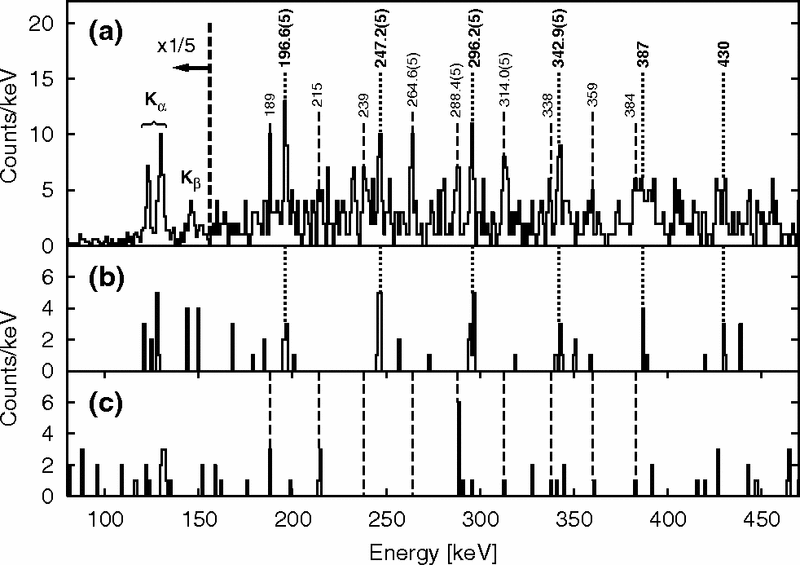 (a)
x1/5
Kα
Kβ
189
196.6(5)
215
239
247.2(5)
264.6(5)
288.4(5)
296.2(5)
314.0(5)
338
342.9(5)
359
384
387
430
20
15
10
5
0
Counts/keV
(b)
6
4
2
0
Counts/keV
(c)
6
4
2
0
100 150 200 250 300 350 400 450
Energy [keV]